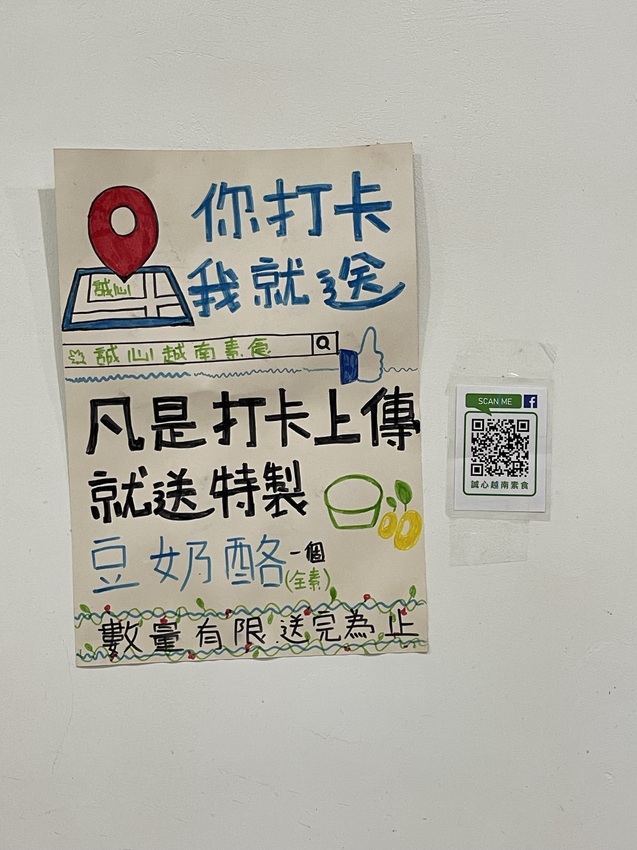 你打卡
我就送
誠心
誠心越南素食
凡是打卡上傳
就送特製
豆奶酪一個
(全素)
數量有限送完為止
SCAN ME
誠心越南素食